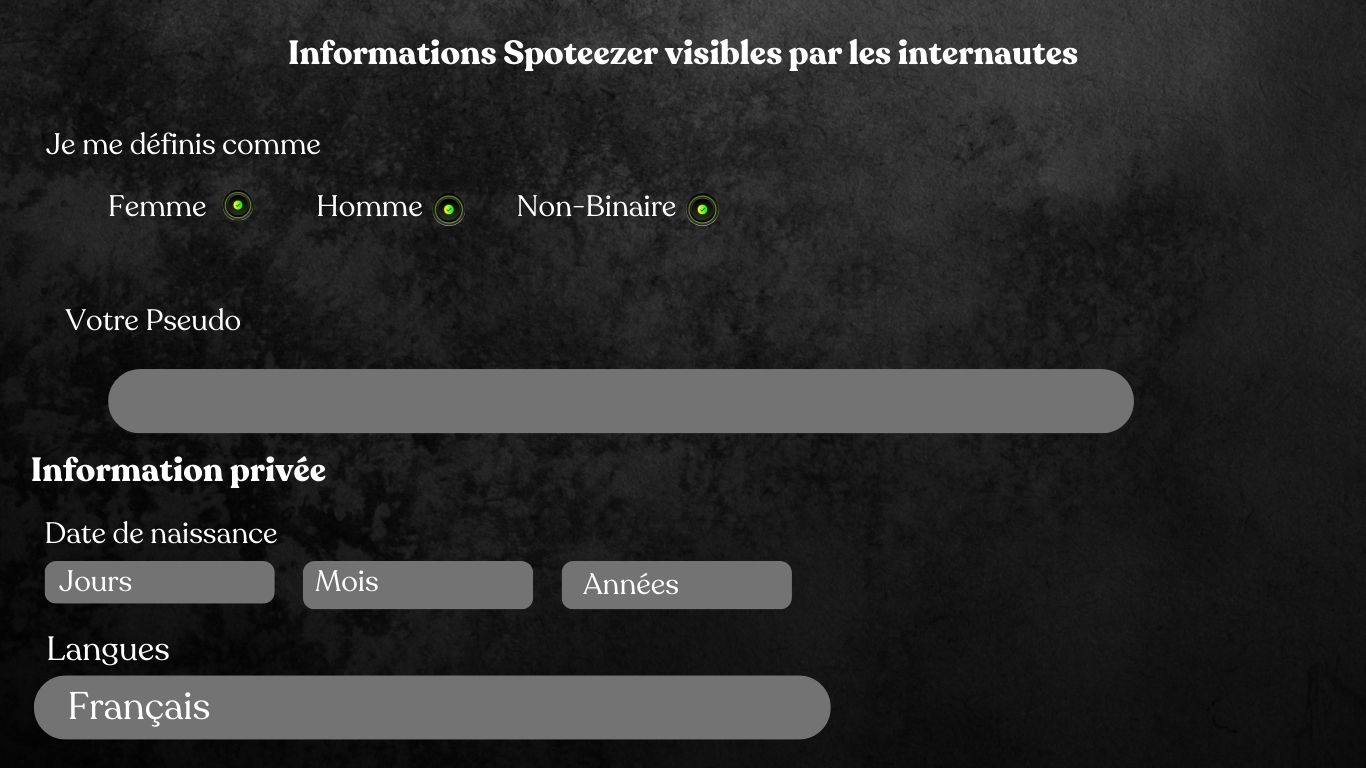 Informations Spoteezer visibles par les internautes
Je me définis comme
Femme Homme Non-Binaire
Votre Pseudo
Information privée
Date de naissance
Jours Mois Années
Langues
Français